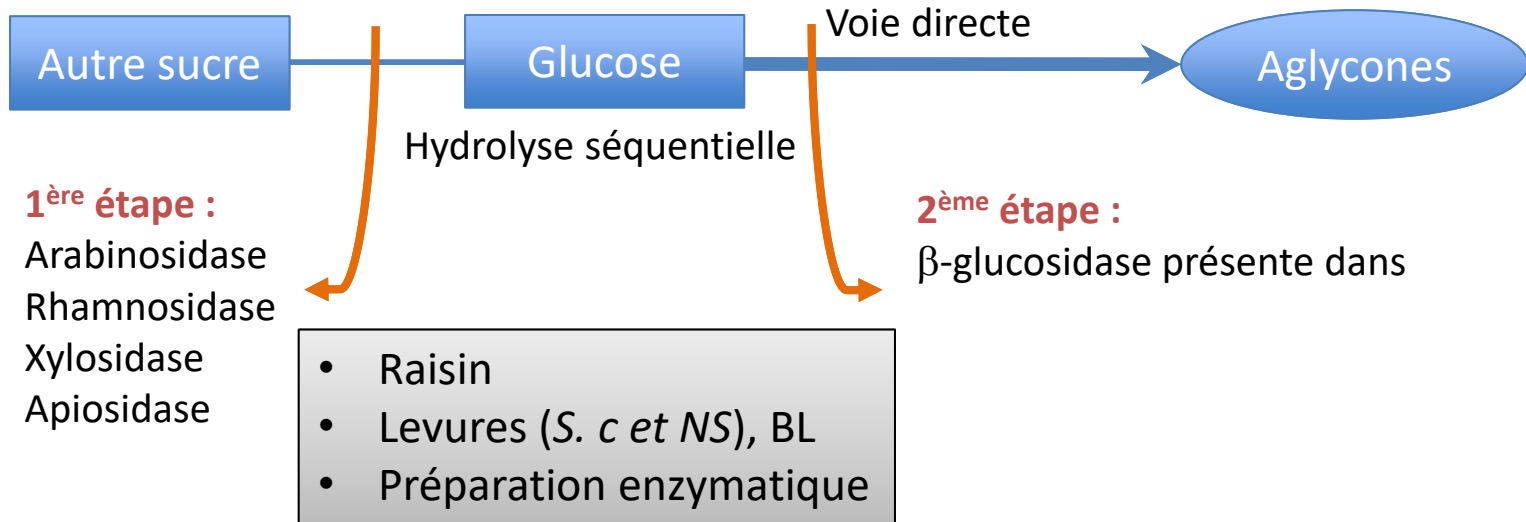 Voie directe
Autre sucre
Glucose
Aglycones
Hydrolyse séquentielle
1ère étape :
Arabinosidase
Rhamnosidase
Xylosidase
Apiosidase
2ème étape :
β-glucosidase présente dans
• Raisin
• Levures (S. c et NS), BL
• Préparation enzymatique